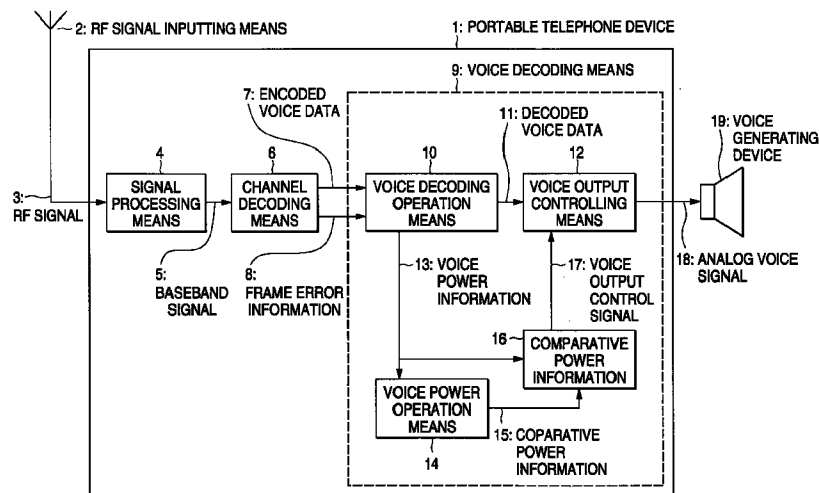 2: RF SIGNAL INPUTTING MEANS
1: PORTABLE TELEPHONE DEVICE
9: VOICE DECODING MEANS
7: ENCODED
VOICE DATA
11: DECODED
VOICE DATA
19: VOICE
GENERATING
DEVICE
4
SIGNAL
PROCESSING
MEANS
6
CHANNEL
DECODING
MEANS
10
VOICE DECODING
OPERATION
MEANS
12
VOICE OUTPUT
CONTROLLING
MEANS
3:
RF SIGNAL
5:
BASEBAND
SIGNAL
8:
FRAME ERROR
INFORMATION
13: VOICE
POWER
INFORMATION
17: VOICE
OUTPUT
CONTROL
SIGNAL
18: ANALOG VOICE
SIGNAL
16
COMPARATIVE
POWER
INFORMATION
VOICE POWER
OPERATION
MEANS
14
15: COPARATIVE
POWER
INFORMATION